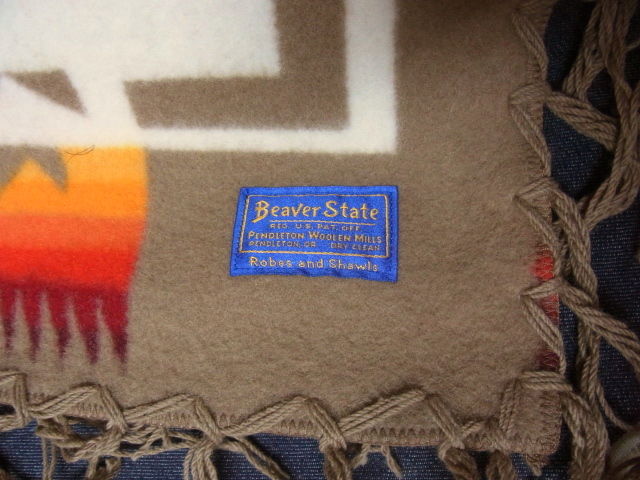 Beaver State
REG. U.S. PAT. OFF.
PENDLETON WOOLEN MILLS
PENDLETON, OR. DRY CLEAN
Robes and Shawls